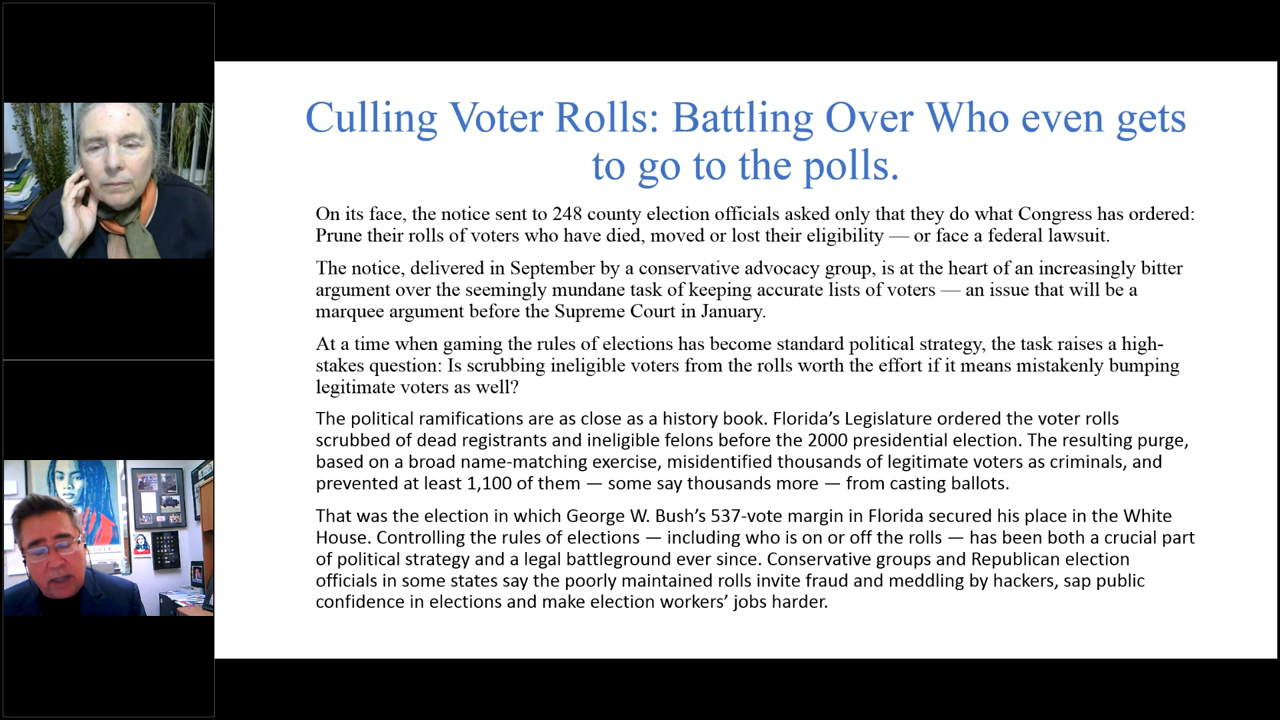 Culling Voter Rolls: Battling Over Who even gets
to go to the polls.
On its face, the notice sent to 248 county election officials asked only that they do what Congress has ordered:
Prune their rolls of voters who have died, moved or lost their eligibility — or face a federal lawsuit.
The notice, delivered in September by a conservative advocacy group, is at the heart of an increasingly bitter
argument over the seemingly mundane task of keeping accurate lists of voters — an issue that will be a
marquee argument before the Supreme Court in January.
At a time when gaming the rules of elections has become standard political strategy, the task raises a high-
stakes question: Is scrubbing ineligible voters from the rolls worth the effort if it means mistakenly bumping
legitimate voters as well?
The political ramifications are as close as a history book. Florida’s Legislature ordered the voter rolls
scrubbed of dead registrants and ineligible felons before the 2000 presidential election. The resulting purge,
based on a broad name-matching exercise, misidentified thousands of legitimate voters as criminals, and
prevented at least 1,100 of them — some say thousands more — from casting ballots.
That was the election in which George W. Bush’s 537-vote margin in Florida secured his place in the White
House. Controlling the rules of elections — including who is on or off the rolls — has been both a crucial part
of political strategy and a legal battleground ever since. Conservative groups and Republican election
officials in some states say the poorly maintained rolls invite fraud and meddling by hackers, sap public
confidence in elections and make election workers’ jobs harder.